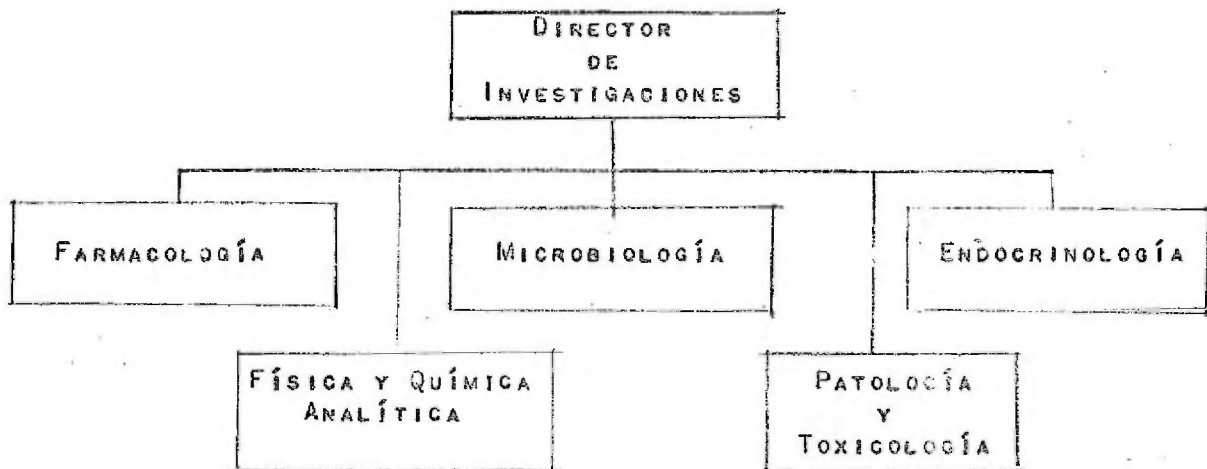 DIRECTOR
DE
INVESTIGACIONES
FARMACOLOGÍA
MICROBIOLOGÍA
ENDOCRINOLOGÍA
FÍSICA Y QUÍMICA
ANALÍTICA
PATOLOGÍA
Y
TOXICOLOGÍA